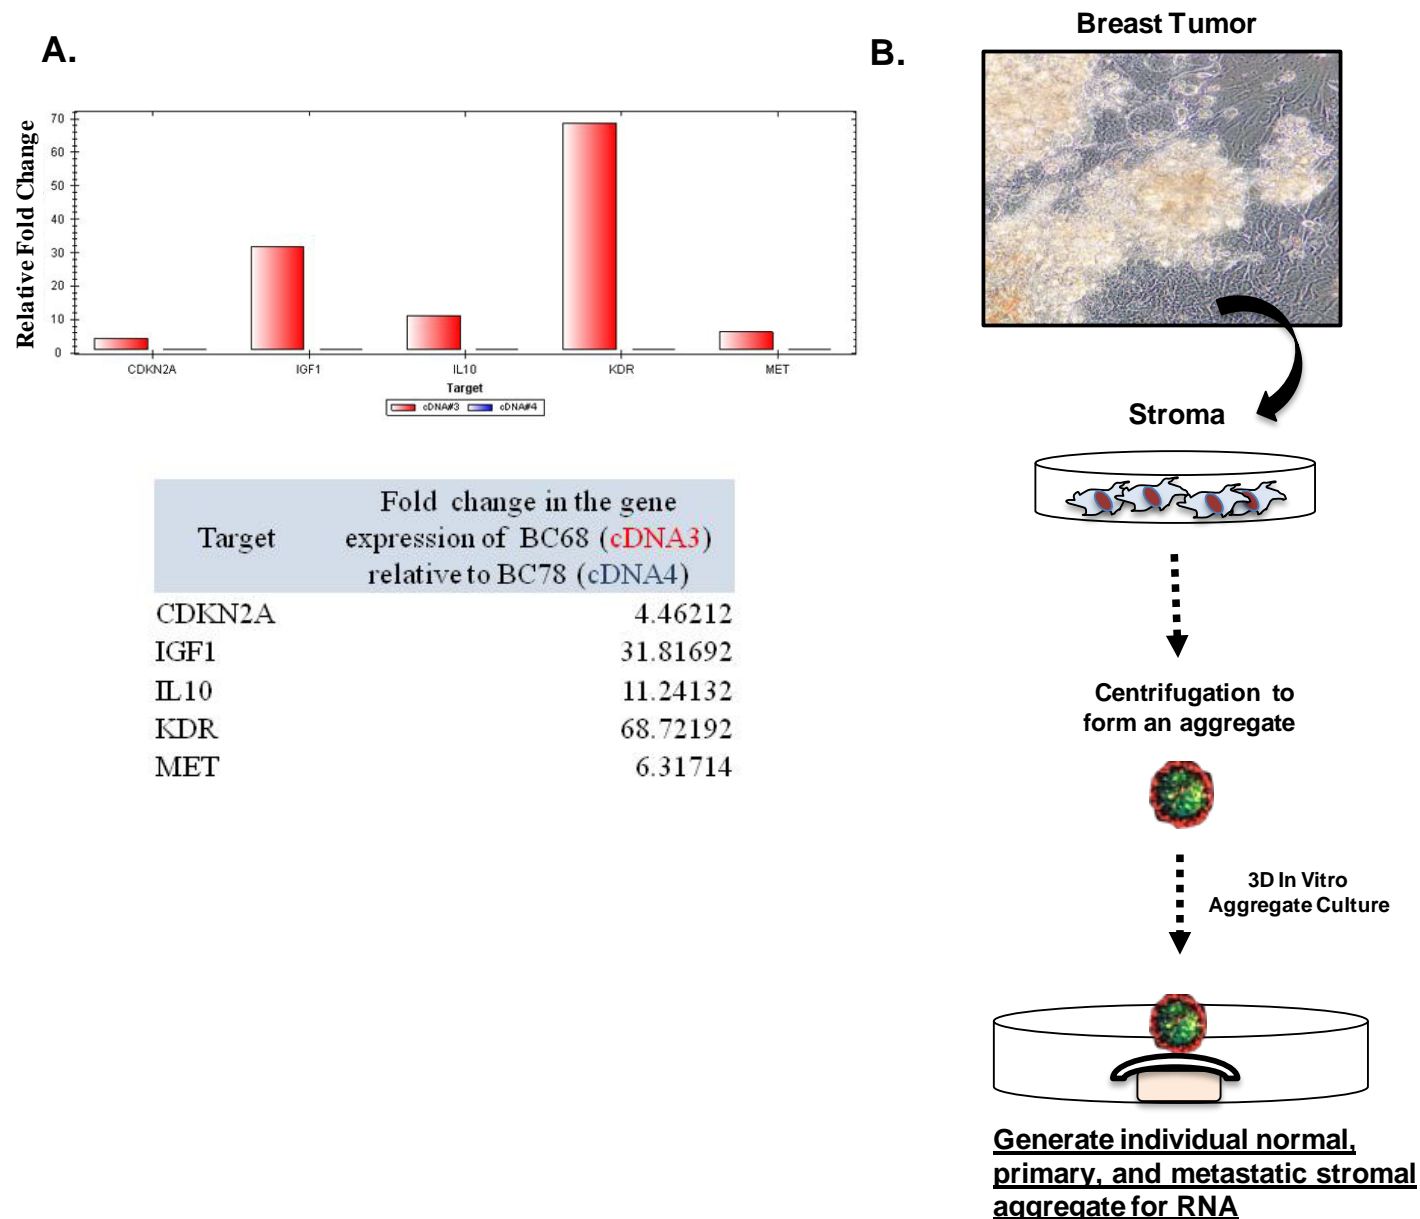 A.
Relative Fold Change
70
60
50
40
30
20
10
0
CDKN2A IGF1 IL10 KDR MET
Target
cDNA#3 cDNA#4
Target
Fold change in the gene
expression of BC68 (cDNA3)
relative to BC78 (cDNA4)
CDKN2A 4.46212
IGF1 31.81692
IL10 11.24132
KDR 68.72192
MET 6.31714
B.
Breast Tumor
Stroma
Centrifugation to
form an aggregate
3D In Vitro
Aggregate Culture
Generate individual normal,
primary, and metastatic stromal
aggregate for RNA